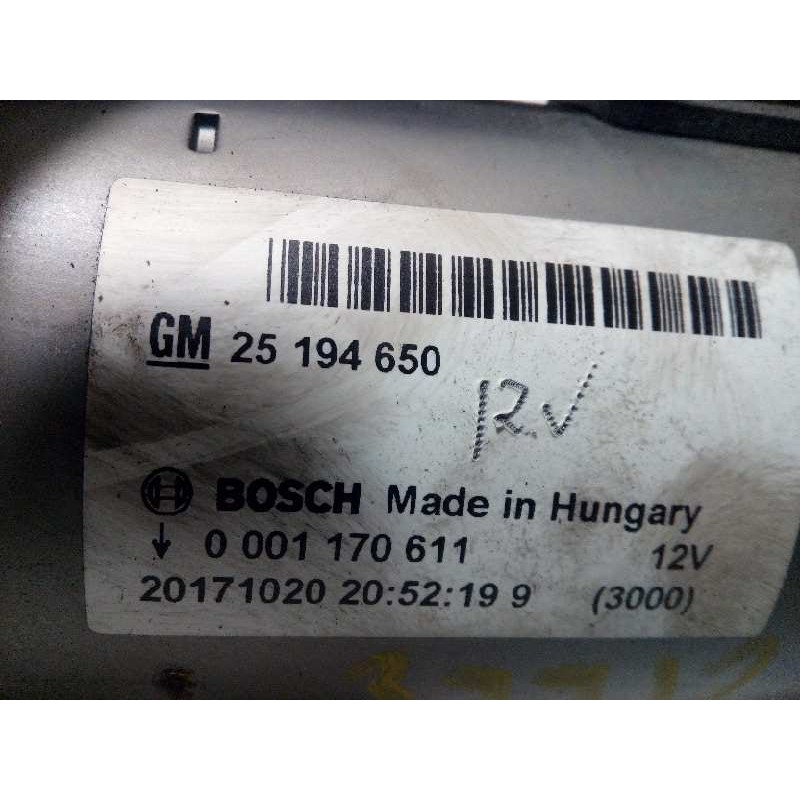 GM 25 194 650
12V
BOSCH Made in Hungary
0 001 170 611 12V
20171020 20:52:19 9 (3000)